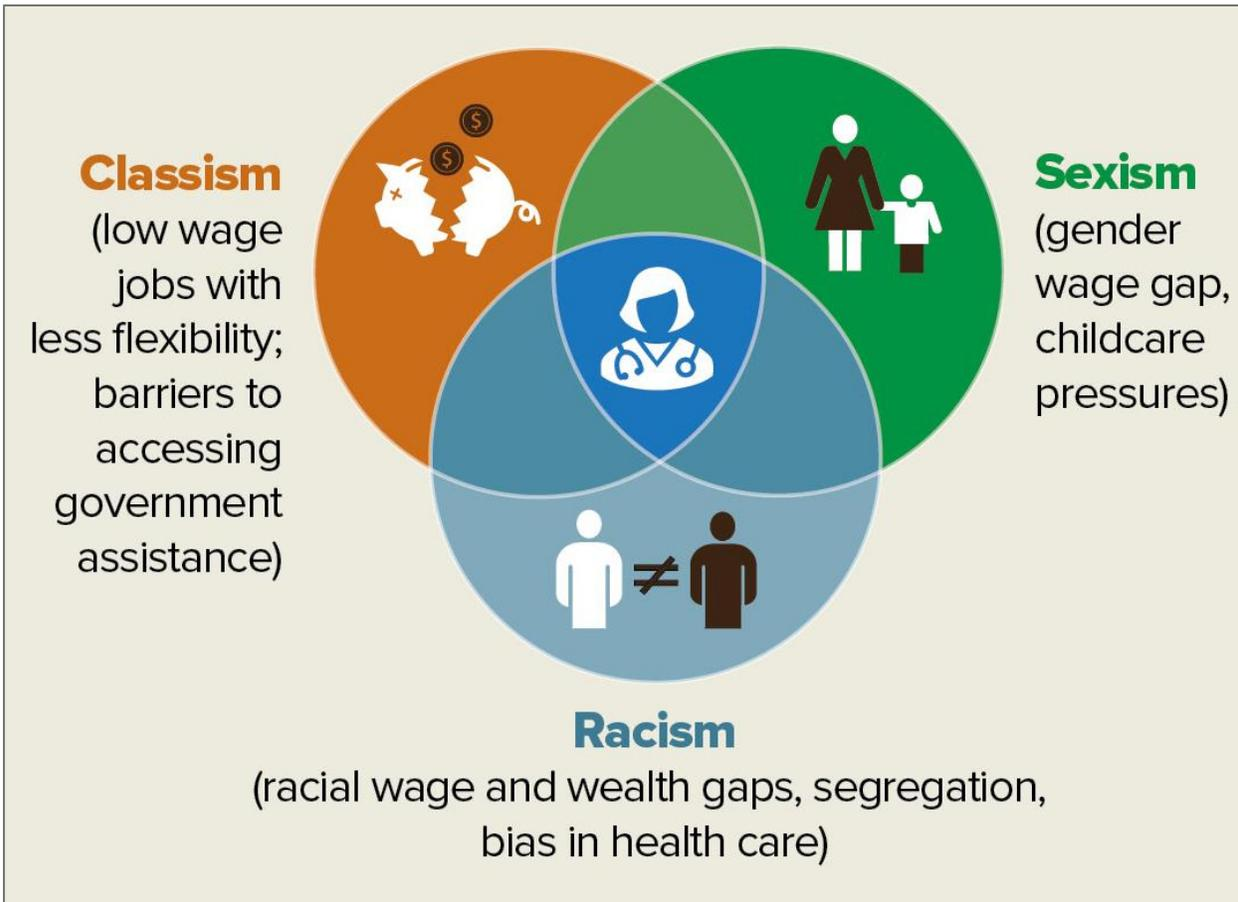 $
$
Classism
(low wage
jobs with
less flexibility;
barriers to
accessing
government
assistance)
Sexism
(gender
wage gap,
childcare
pressures)
≠
Racism
(racial wage and wealth gaps, segregation,
bias in health care)